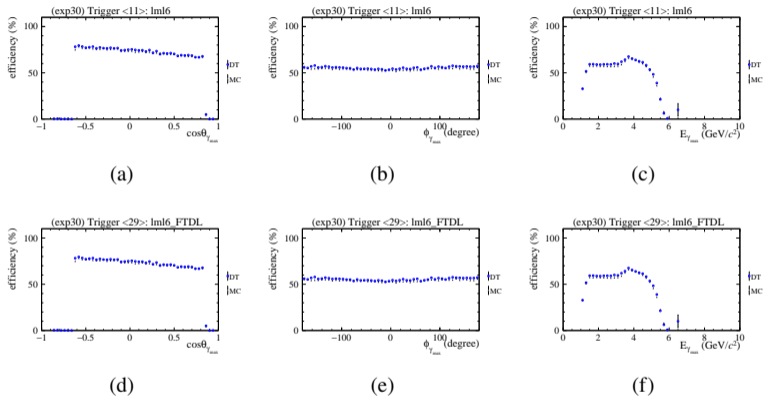 (exp30) Trigger <11>: lml6
(exp30) Trigger <11>: lml6
(exp30) Trigger <11>: lml6
efficiency (%)
100
50
0
−1
−0.5
0
0.5
1
cosθγmax
DT
MC
efficiency (%)
100
50
0
−100
0
100
ϕγmax (degree)
DT
MC
efficiency (%)
100
50
0
0
2
4
6
8
10
Eγmax (GeV/c²)
DT
MC
(a)
(b)
(c)
(exp30) Trigger <29>: lml6_FTDL
(exp30) Trigger <29>: lml6_FTDL
(exp30) Trigger <29>: lml6_FTDL
efficiency (%)
100
50
0
−1
−0.5
0
0.5
1
cosθγmax
DT
MC
efficiency (%)
100
50
0
−100
0
100
ϕγmax (degree)
DT
MC
efficiency (%)
100
50
0
0
2
4
6
8
10
Eγmax (GeV/c²)
DT
MC
(d)
(e)
(f)